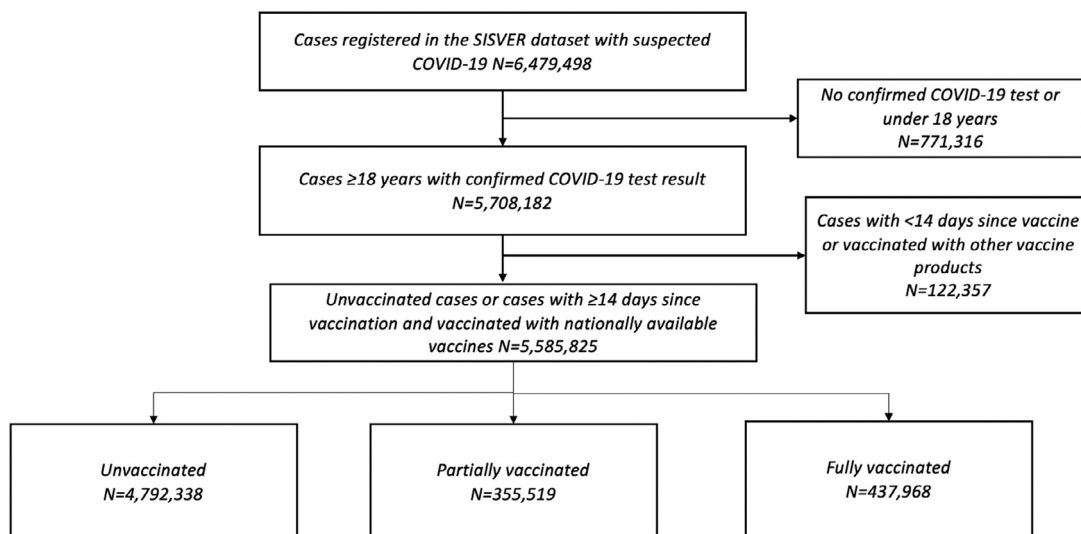 Cases registered in the SISVER dataset with suspected
COVID-19 N=6,479,498
No confirmed COVID-19 test or
under 18 years
N=771,316
Cases ≥18 years with confirmed COVID-19 test result
N=5,708,182
Cases with <14 days since vaccine
or vaccinated with other vaccine
products
N=122,357
Unvaccinated cases or cases with ≥14 days since
vaccination and vaccinated with nationally available
vaccines N=5,585,825
Unvaccinated
N=4,792,338
Partially vaccinated
N=355,519
Fully vaccinated
N=437,968